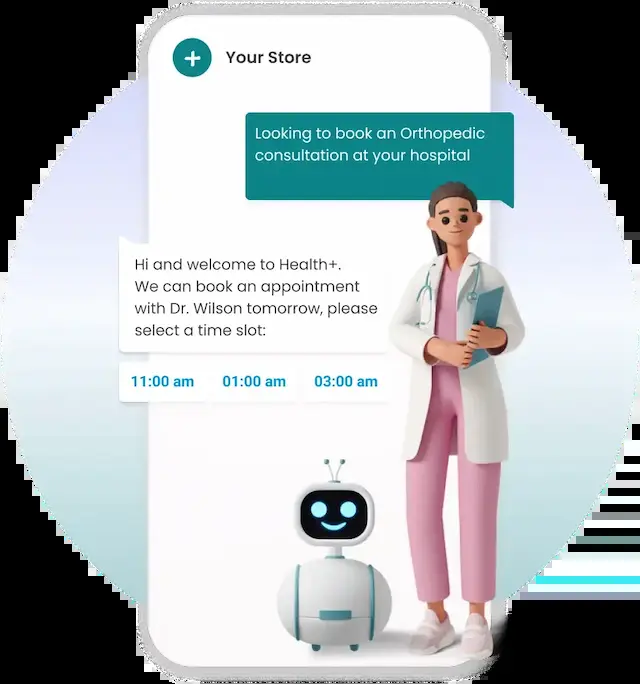 Your Store
Looking to book an Orthopedic
consultation at your hospital
Hi and welcome to Health+.
We can book an appointment
with Dr. Wilson tomorrow, please
select a time slot:
11:00 am 01:00 am 03:00 am